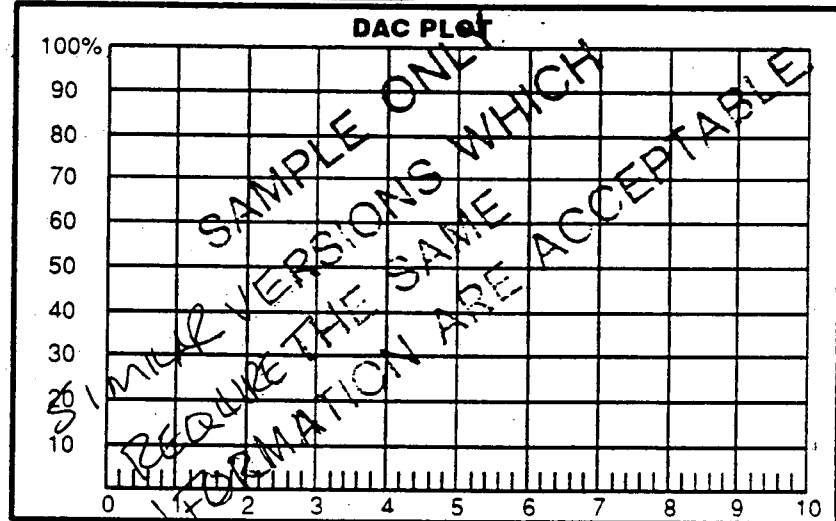 DAC PLOT
100%
90
80
70
60
50
40
30
20
10
0 1 2 3 4 5 6 7 8 9 10
SAMPLE ONLY
SIMILAR VERSIONS WHICH
REQUIRE THE SAME
IFORMATION ARE ACCEPTABLE